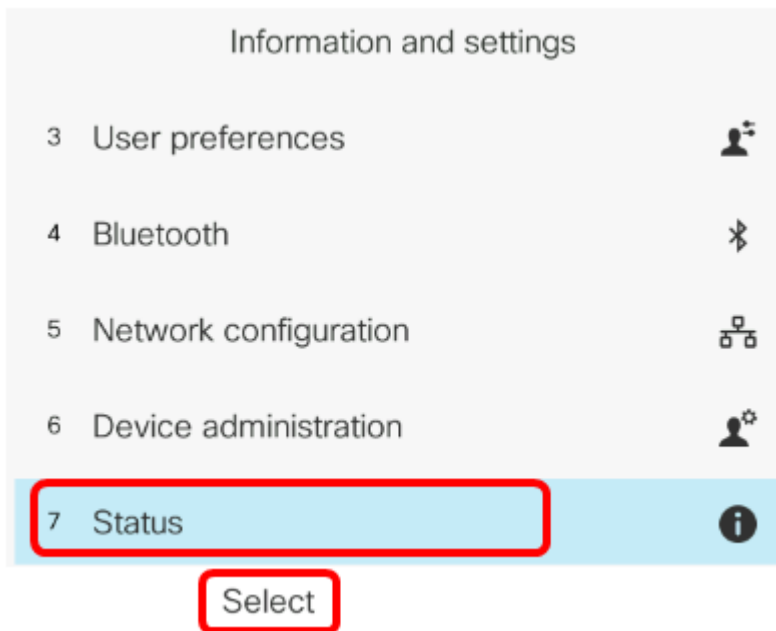 Information and settings
3 User preferences
4 Bluetooth
5 Network configuration
6 Device administration
7 Status
Select